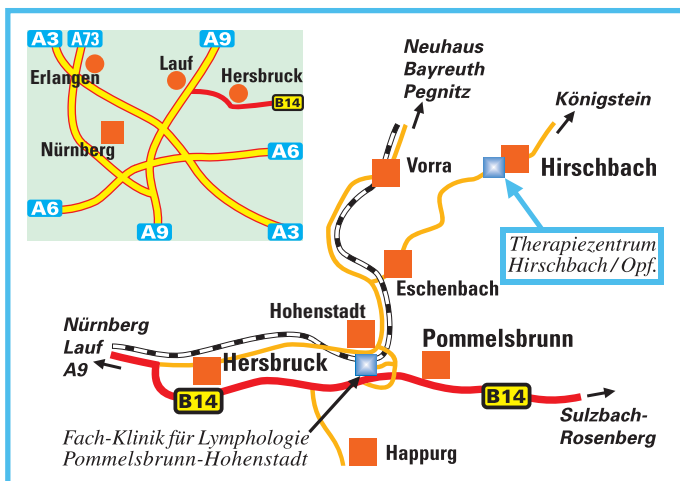 A3
A73
A9
Erlangen
Lauf
Hersbruck
B14
Nürnberg
A6
A6
A9
A3
Neuhaus
Bayreuth
Pegnitz
Königstein
Vorra
Hirschbach
Therapiezentrum
Hirschbach / Opf.
Eschenbach
Hohenstadt
Nürnberg
Lauf
A9
Hersbruck
Pommelsbrunn
B14
B14
Sulzbach-
Rosenberg
Fach-Klinik für Lymphologie
Pommelsbrunn-Hohenstadt
Happurg